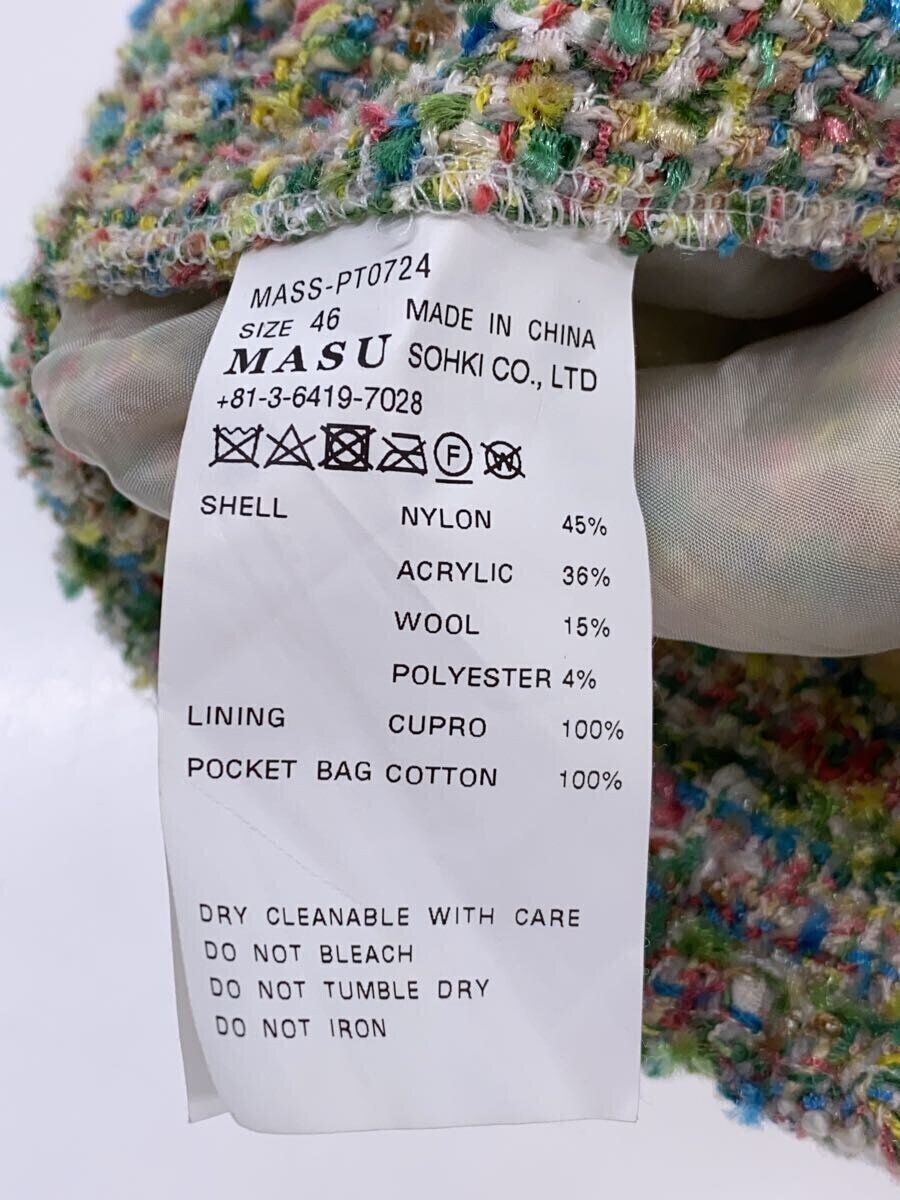 MASS-PT0724
SIZE 46 MADE IN CHINA
MASU SOHKI CO., LTD
+81-3-6419-7028
F W
SHELL NYLON 45%
ACRYLIC 36%
WOOL 15%
POLYESTER 4%
LINING CUPRO 100%
POCKET BAG COTTON 100%
DRY CLEANABLE WITH CARE
DO NOT BLEACH
DO NOT TUMBLE DRY
DO NOT IRON